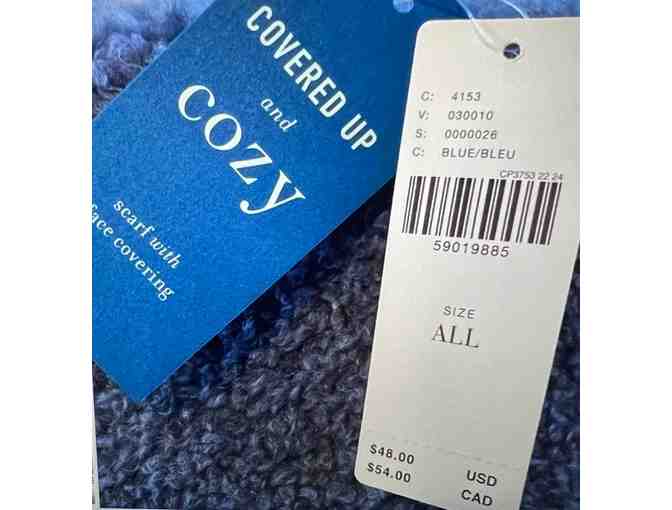 COVERED UP
and
cozy
scarf with
face covering
C: 4153
V: 030010
S: 0000026
C: BLUE/BLEU
CP3753 22 24
59019885
SIZE
ALL
$48.00 USD
$54.00 CAD